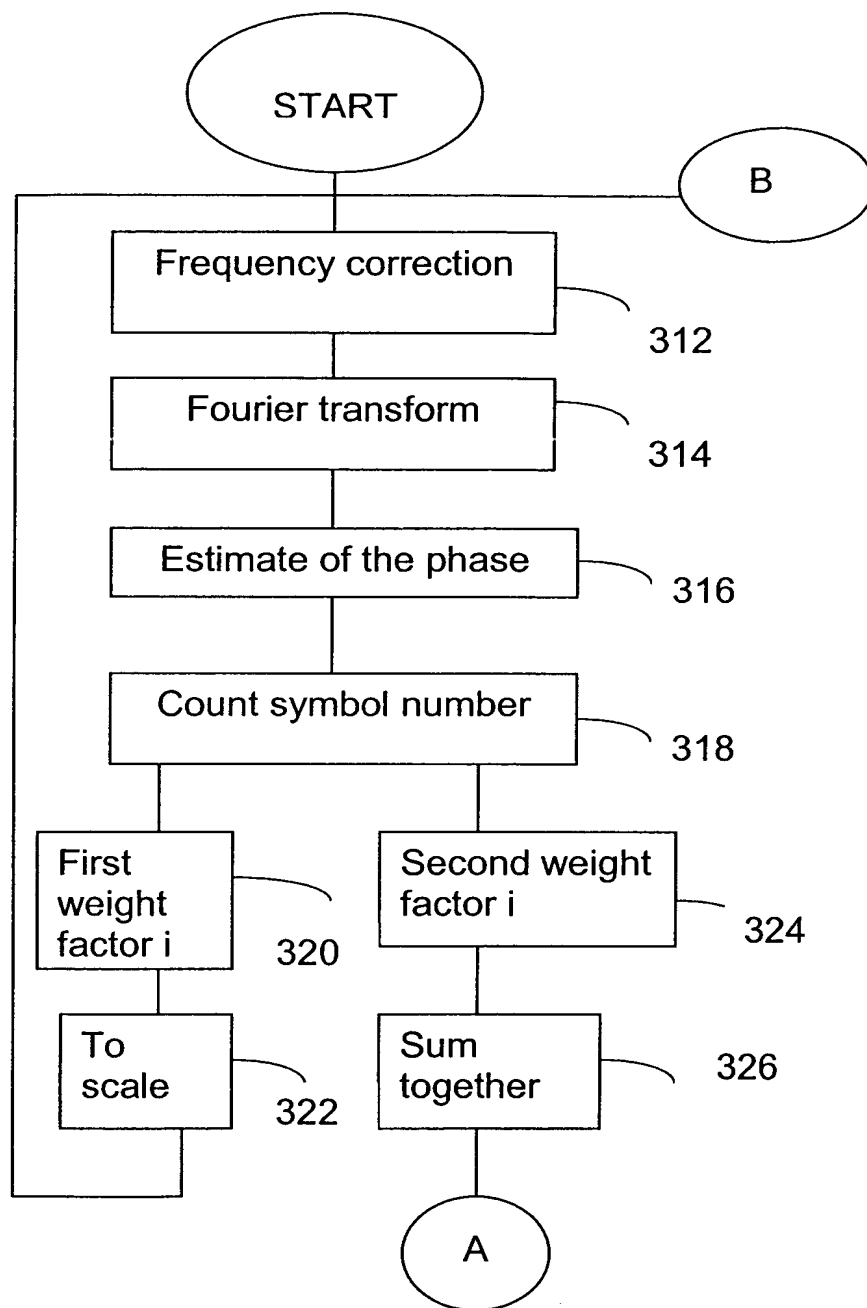 START
B
Frequency correction
312
Fourier transform
314
Estimate of the phase
316
Count symbol number
318
First
weight
factor i
320
Second weight
factor i
324
To
scale
322
Sum
together
326
A